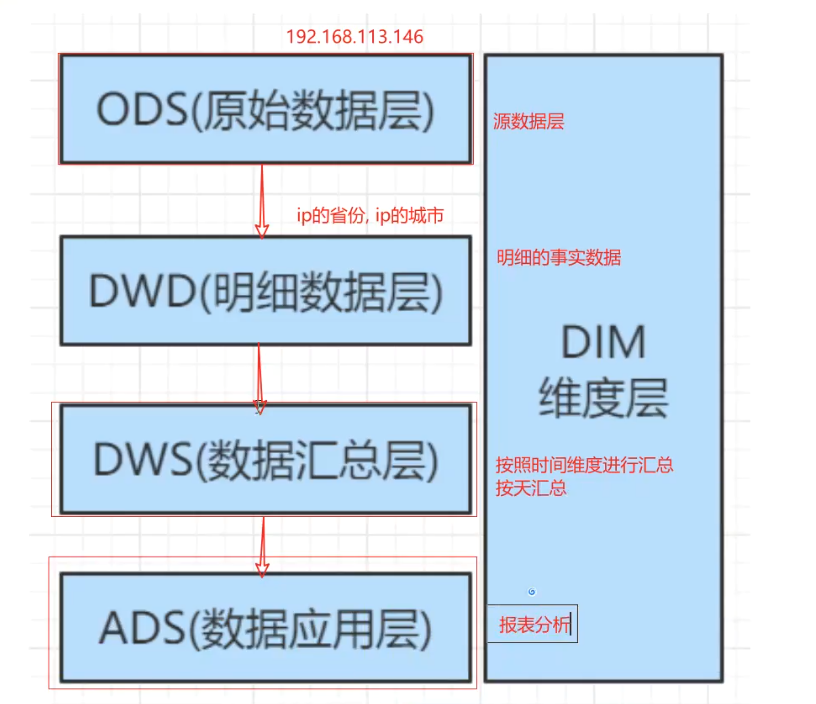 192.168.113.146
ODS(原始数据层)
源数据层
ip的省份, ip的城市
DWD(明细数据层)
明细的事实数据
DIM
维度层
DWS(数据汇总层)
按照时间维度进行汇总
按天汇总
ADS(数据应用层)
报表分析